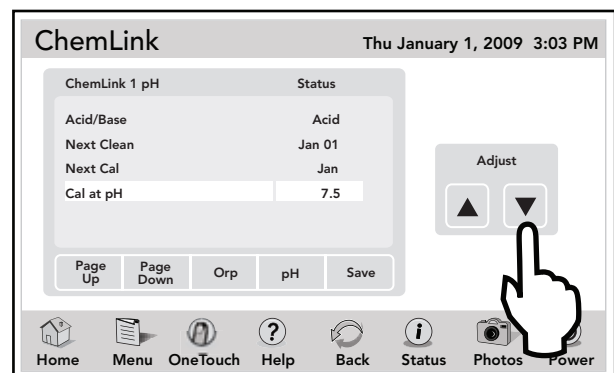 ChemLink Thu January 1, 2009 3:03 PM
ChemLink 1 pH Status
Acid/Base Acid
Next Clean Jan 01
Next Cal Jan
Cal at pH 7.5
Adjust
Page Up Page Down Orp pH Save
Home Menu OneTouch Help Back Status Photos Power